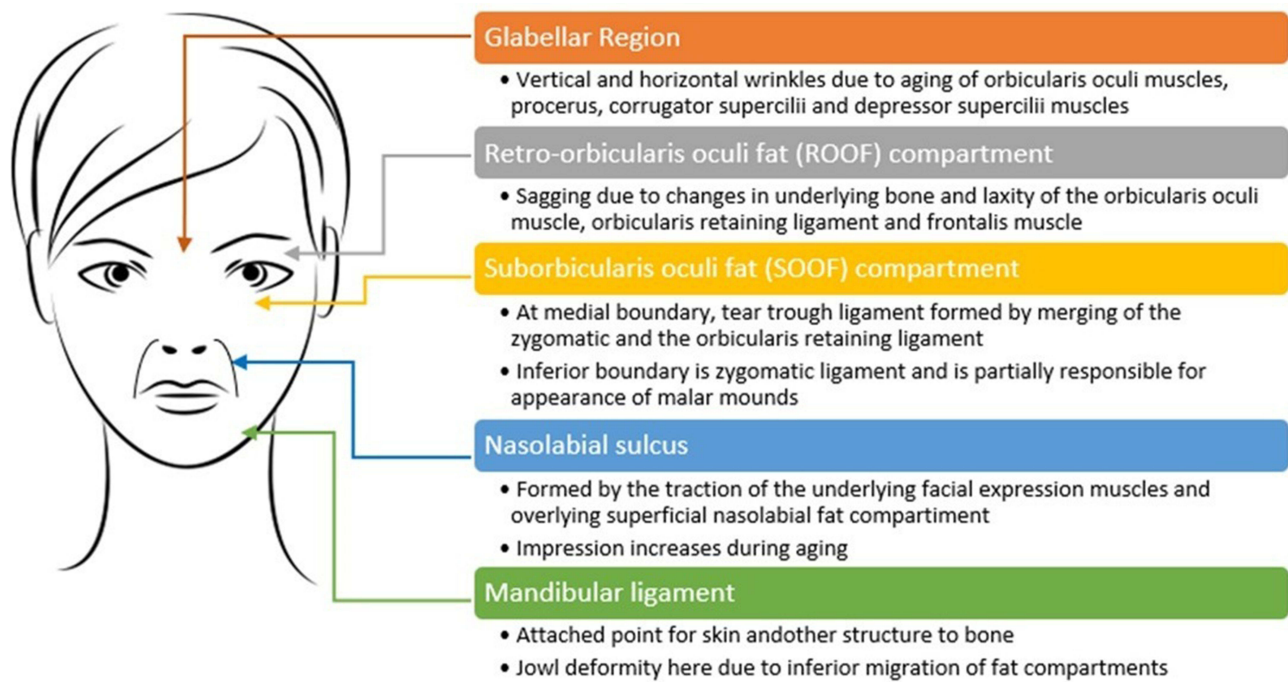 Glabellar Region
• Vertical and horizontal wrinkles due to aging of orbicularis oculi muscles,
procerus, corrugator supercilii and depressor supercilii muscles
Retro-orbicularis oculi fat (ROOF) compartment
• Sagging due to changes in underlying bone and laxity of the orbicularis oculi
muscle, orbicularis retaining ligament and frontalis muscle
Suborbicularis oculi fat (SOOF) compartment
• At medial boundary, tear trough ligament formed by merging of the
zygomatic and the orbicularis retaining ligament
• Inferior boundary is zygomatic ligament and is partially responsible for
appearance of malar mounds
Nasolabial sulcus
• Formed by the traction of the underlying facial expression muscles and
overlying superficial nasolabial fat compartiment
• Impression increases during aging
Mandibular ligament
• Attached point for skin andother structure to bone
• Jowl deformity here due to inferior migration of fat compartments